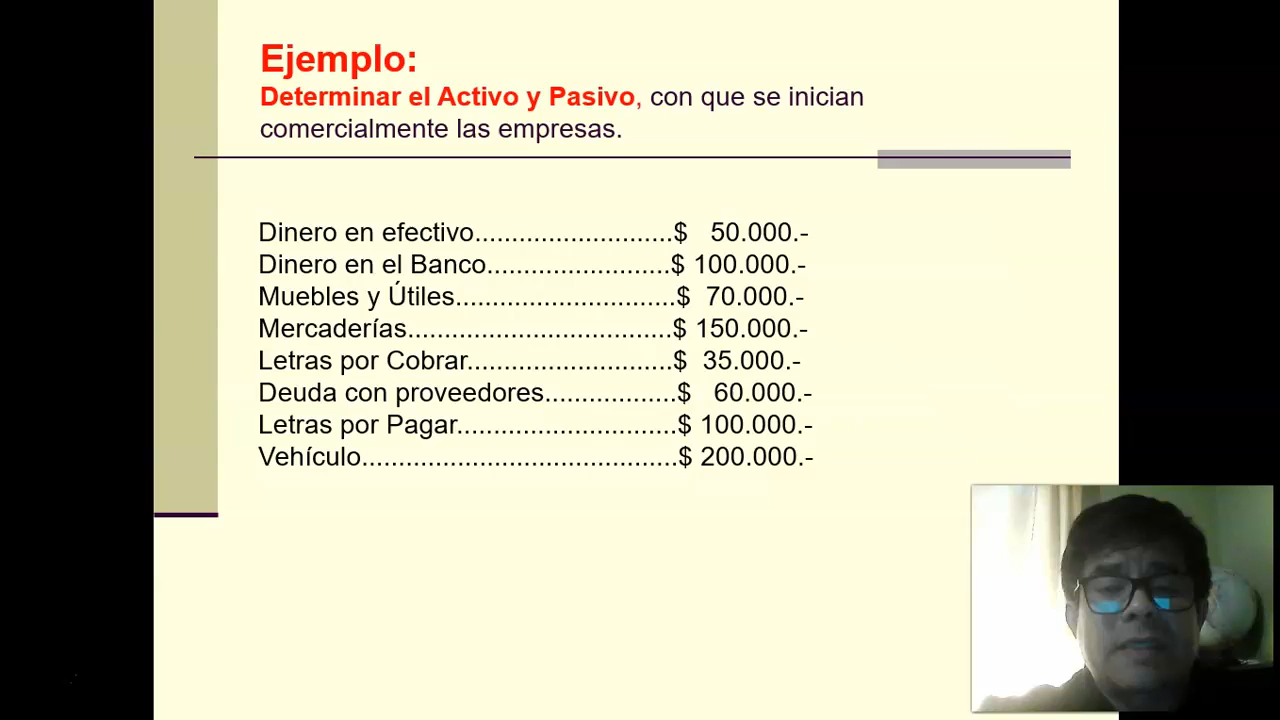 Ejemplo:
Determinar el Activo y Pasivo, con que se inician
comercialmente las empresas.
Dinero en efectivo...........................$ 50.000.-
Dinero en el Banco.........................$ 100.000.-
Muebles y Útiles..............................$ 70.000.-
Mercaderías....................................$ 150.000.-
Letras por Cobrar............................$ 35.000.-
Deuda con proveedores..................$ 60.000.-
Letras por Pagar..............................$ 100.000.-
Vehículo...........................................$ 200.000.-